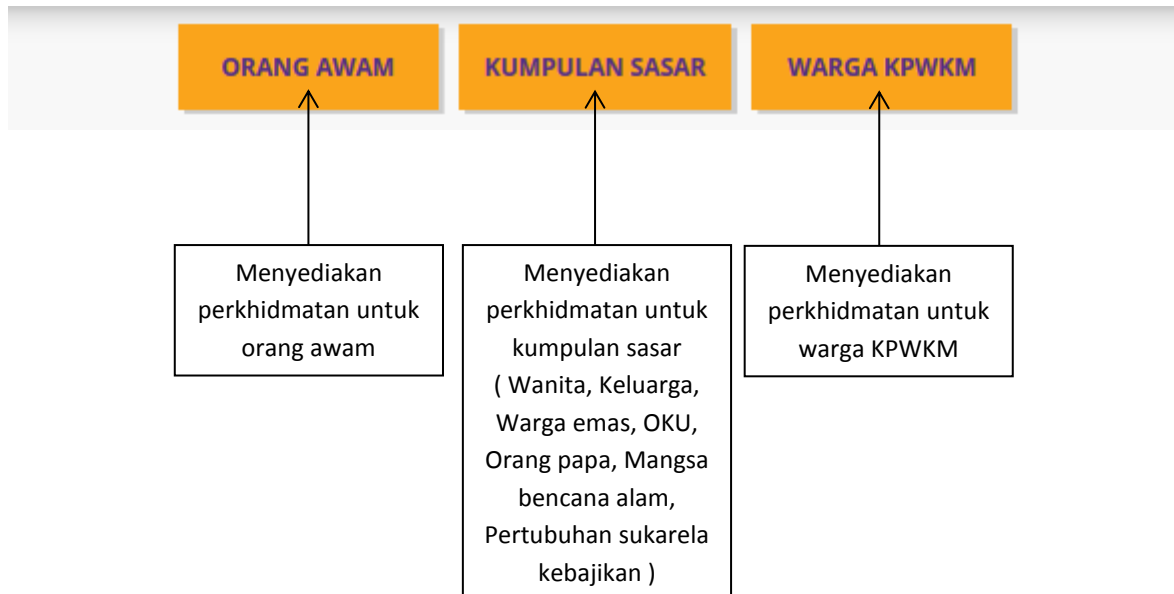 ORANG AWAM
KUMPULAN SASAR
WARGA KPWKM
Menyediakan
perkhidmatan untuk
orang awam
Menyediakan
perkhidmatan untuk
kumpulan sasar
( Wanita, Keluarga,
Warga emas, OKU,
Orang papa, Mangsa
bencana alam,
Pertubuhan sukarela
kebajikan )
Menyediakan
perkhidmatan untuk
warga KPWKM